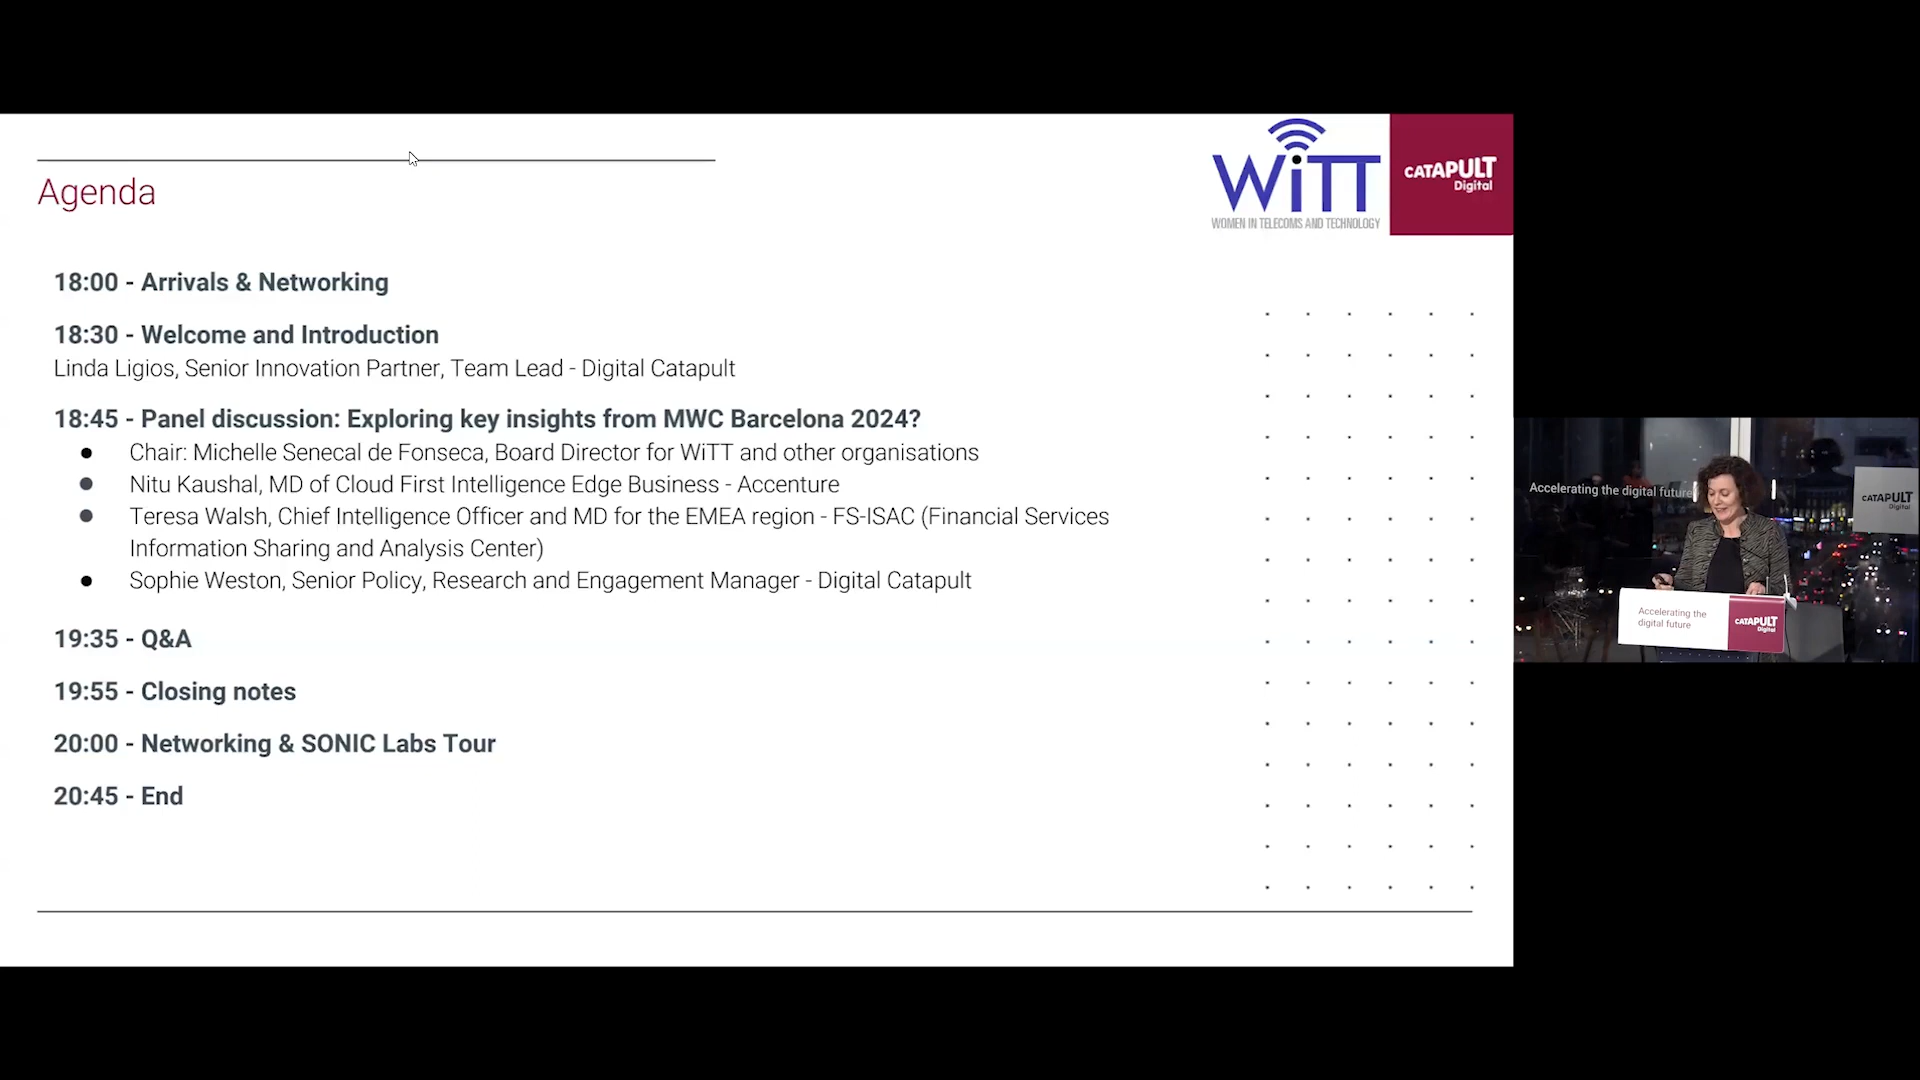 Agenda
WiTT
WOMEN IN TELECOMS AND TECHNOLOGY
CATAPULT
Digital
18:00 - Arrivals & Networking
18:30 - Welcome and Introduction
Linda Ligios, Senior Innovation Partner, Team Lead - Digital Catapult
18:45 - Panel discussion: Exploring key insights from MWC Barcelona 2024?
● Chair: Michelle Senecal de Fonseca, Board Director for WiTT and other organisations
● Nitu Kaushal, MD of Cloud First Intelligence Edge Business - Accenture
● Teresa Walsh, Chief Intelligence Officer and MD for the EMEA region - FS-ISAC (Financial Services
Information Sharing and Analysis Center)
● Sophie Weston, Senior Policy, Research and Engagement Manager - Digital Catapult
19:35 - Q&A
19:55 - Closing notes
20:00 - Networking & SONIC Labs Tour
20:45 - End
Accelerating the digital future
CATAPULT
Digital
Accelerating the
digital future
CATAPULT
Digital